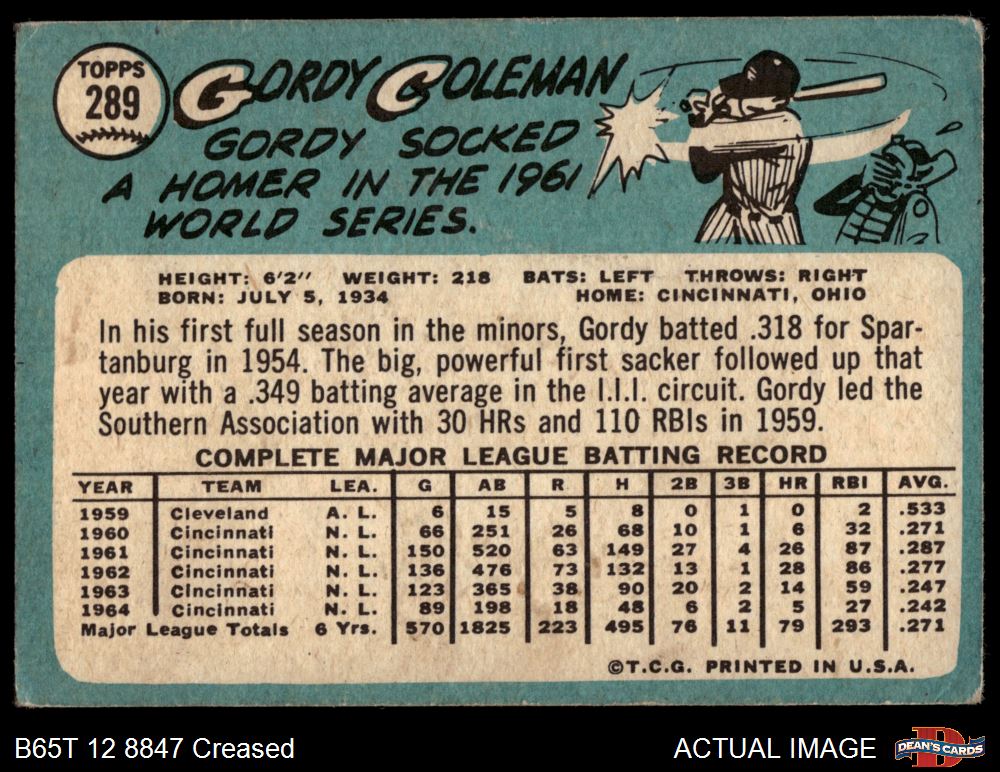 TOPPS
289
GORDY COLEMAN
GORDY SOCKED
A HOMER IN THE 1961
WORLD SERIES.
HEIGHT: 6'2" WEIGHT: 218 BATS: LEFT THROWS: RIGHT
BORN: JULY 5, 1934 HOME: CINCINNATI, OHIO
In his first full season in the minors, Gordy batted .318 for Spar-
tanburg in 1954. The big, powerful first sacker followed up that
year with a .349 batting average in the I.I.I. circuit. Gordy led the
Southern Association with 30 HRs and 110 RBIs in 1959.
COMPLETE MAJOR LEAGUE BATTING RECORD
YEAR TEAM LEA. G AB R H 2B 3B HR RBI AVG.
1959 Cleveland A. L. 6 15 5 8 0 1 0 2 .533
1960 Cincinnati N. L. 66 251 26 68 10 1 6 32 .271
1961 Cincinnati N. L. 150 520 63 149 27 4 26 87 .287
1962 Cincinnati N. L. 136 476 73 132 13 1 28 86 .277
1963 Cincinnati N. L. 123 365 38 90 20 2 14 59 .247
1964 Cincinnati N. L. 89 198 18 48 6 2 5 27 .242
Major League Totals 6 Yrs. 570 1825 223 495 76 11 79 293 .271
©T.C.G. PRINTED IN U.S.A.
B65T 12 8847 Creased ACTUAL IMAGE DEAN'S CARDS